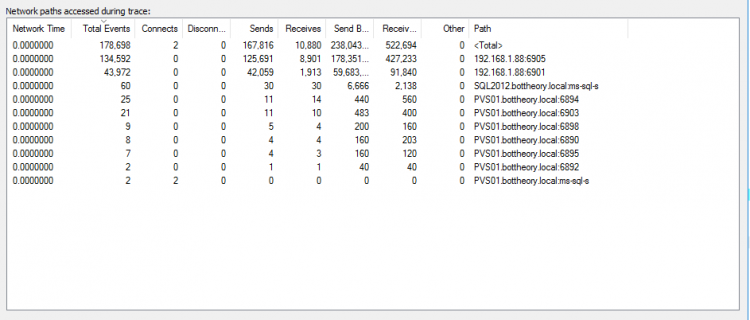 Network paths accessed during trace:
Network Time Total Events Connects Disconn... Sends Receives Send B... Receiv... Other Path
0.0000000 178,698 2 0 167,816 10,880 238,043... 522,694 0 <Total>
0.0000000 134,592 0 0 125,691 8,901 178,351... 427,233 0 192.168.1.88:6905
0.0000000 43,972 0 0 42,059 1,913 59,683,... 91,840 0 192.168.1.88:6901
0.0000000 60 0 0 30 30 6,666 2,138 0 SQL2012.bottheory.local:ms-sql-s
0.0000000 25 0 0 11 14 440 560 0 PVS01.bottheory.local:6894
0.0000000 21 0 0 11 10 483 400 0 PVS01.bottheory.local:6903
0.0000000 9 0 0 5 4 200 160 0 PVS01.bottheory.local:6898
0.0000000 8 0 0 4 4 160 203 0 PVS01.bottheory.local:6890
0.0000000 7 0 0 4 3 160 120 0 PVS01.bottheory.local:6895
0.0000000 2 0 0 1 1 40 40 0 PVS01.bottheory.local:6892
0.0000000 2 2 0 0 0 0 0 0 PVS01.bottheory.local:ms-sql-s